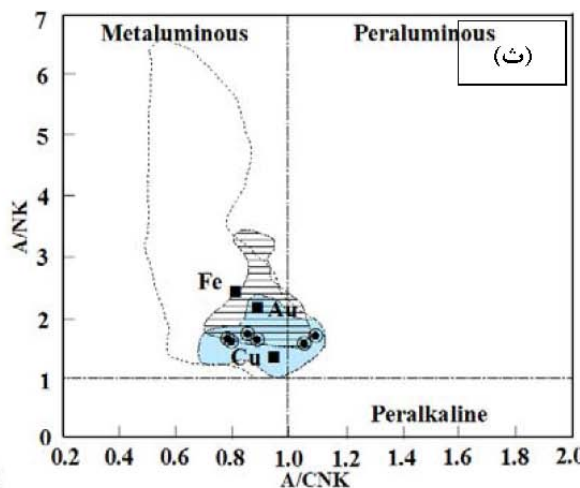 Metaluminous
Peraluminous
(ث)
7
6
5
4
3
2
1
0
A/NK
Fe
Au
Cu
Peralkaline
0.2 0.4 0.6 0.8 1.0 1.2 1.4 1.6 1.8 2.0
A/CNK